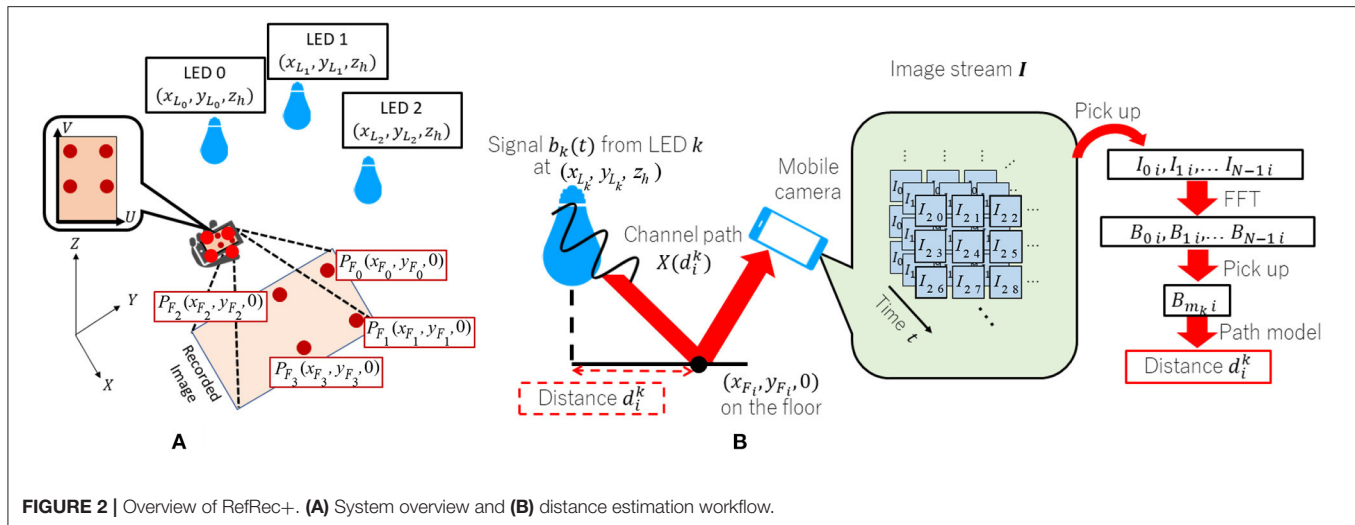 LED 0
(x_{L_0}, y_{L_0}, z_h)
LED 1
(x_{L_1}, y_{L_1}, z_h)
LED 2
(x_{L_2}, y_{L_2}, z_h)
V
U
Z
Y
X
P_{F_0}(x_{F_0}, y_{F_0}, 0)
P_{F_2}(x_{F_2}, y_{F_2}, 0)
P_{F_1}(x_{F_1}, y_{F_1}, 0)
P_{F_3}(x_{F_3}, y_{F_3}, 0)
Recorded
Image
A
Signal b_k(t) from LED k
at (x_{L_k}, y_{L_k}, z_h)
Channel path
X(d_i^k)
Mobile
camera
Distance d_i^k
(x_{F_i}, y_{F_i}, 0)
on the floor
B
Image stream I
I_{2 0} I_{2 1} I_{2 2}
I_{2 3} I_{2 4} I_{2 5}
I_{2 6} I_{2 7} I_{2 8}
Time t
Pick up
I_{0 i}, I_{1 i}, … I_{N−1 i}
FFT
B_{0 i}, B_{1 i}, … B_{N−1 i}
Pick up
B_{m_k i}
Path model
Distance d_i^k
FIGURE 2 | Overview of RefRec+. (A) System overview and (B) distance estimation workflow.